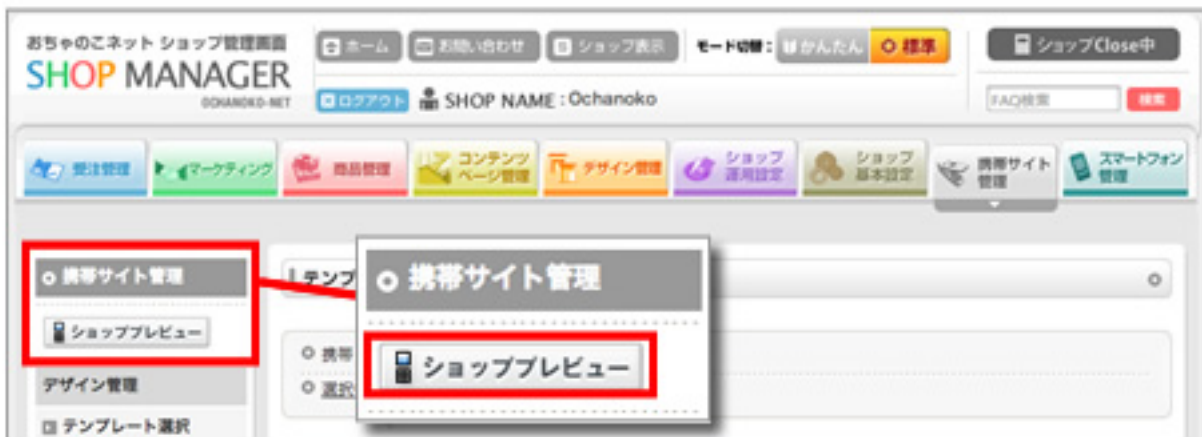 おちゃのこネット ショップ管理画面
SHOP MANAGER
OCHANOKO-NET
ホーム お問い合わせ ショップ表示 モード切替： かんたん 標準 ショップClose中
ログアウト SHOP NAME : Ochanoko FAQ検索 検索
受注管理 マーケティング 商品管理 コンテンツ ページ管理 デザイン管理 ショップ 運用設定 ショップ 基本設定 携帯サイト 管理 スマートフォン 管理
携帯サイト管理
ショッププレビュー
デザイン管理
テンプレート選択
テンプ
携帯
選択
携帯サイト管理
ショッププレビュー